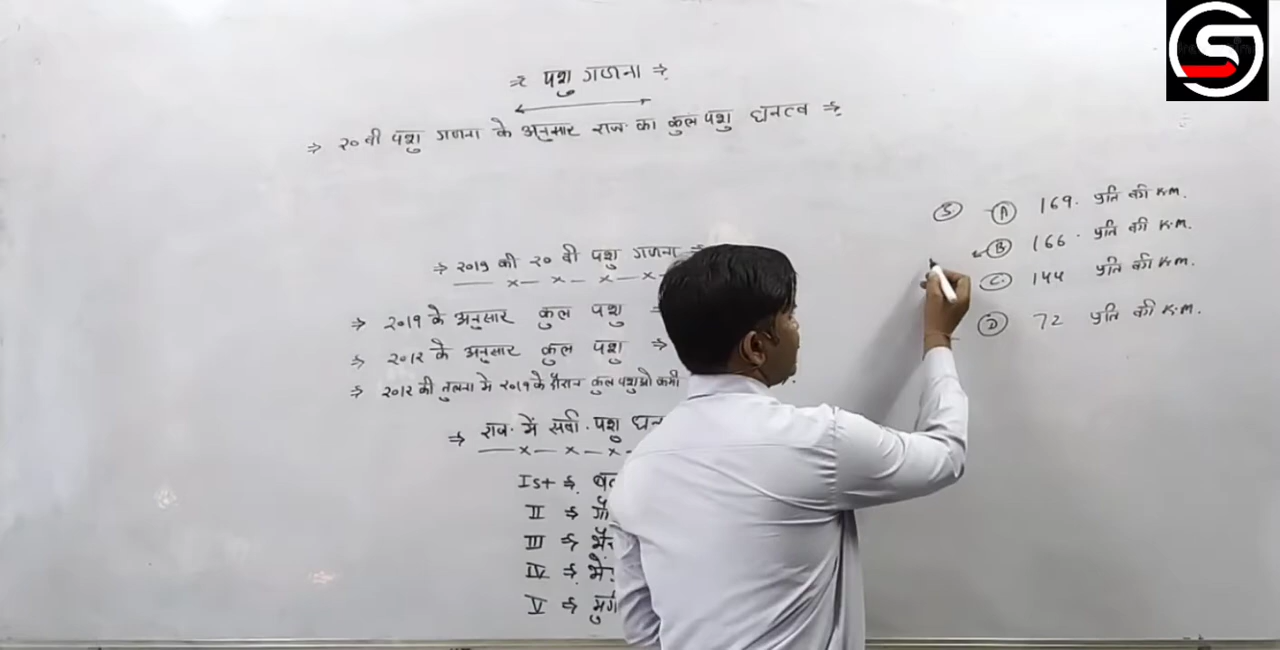 ⇒ पशु गणना ⇒
⇒ २० वी पशु गणना के अनुसार राज. का कुल पशु घनत्व ⇒
⇒ २०१९ की २० वी पशु गणना ⇒
⇒ २०१९ के अनुसार कुल पशु
⇒ २०१२ के अनुसार कुल पशु ⇒
⇒ २०१२ की तुलना मे २०१९ के दौरान कुल पशुओ कमी
⇒ राज. में सर्वा. पशु
Ist ⇒
II ⇒
III ⇒
IV ⇒
V ⇒
A 169. प्रति वर्ग K.M.
B 166. प्रति वर्ग K.M.
C. 144 प्रति वर्ग K.M.
D 72 प्रति वर्ग K.M.
S